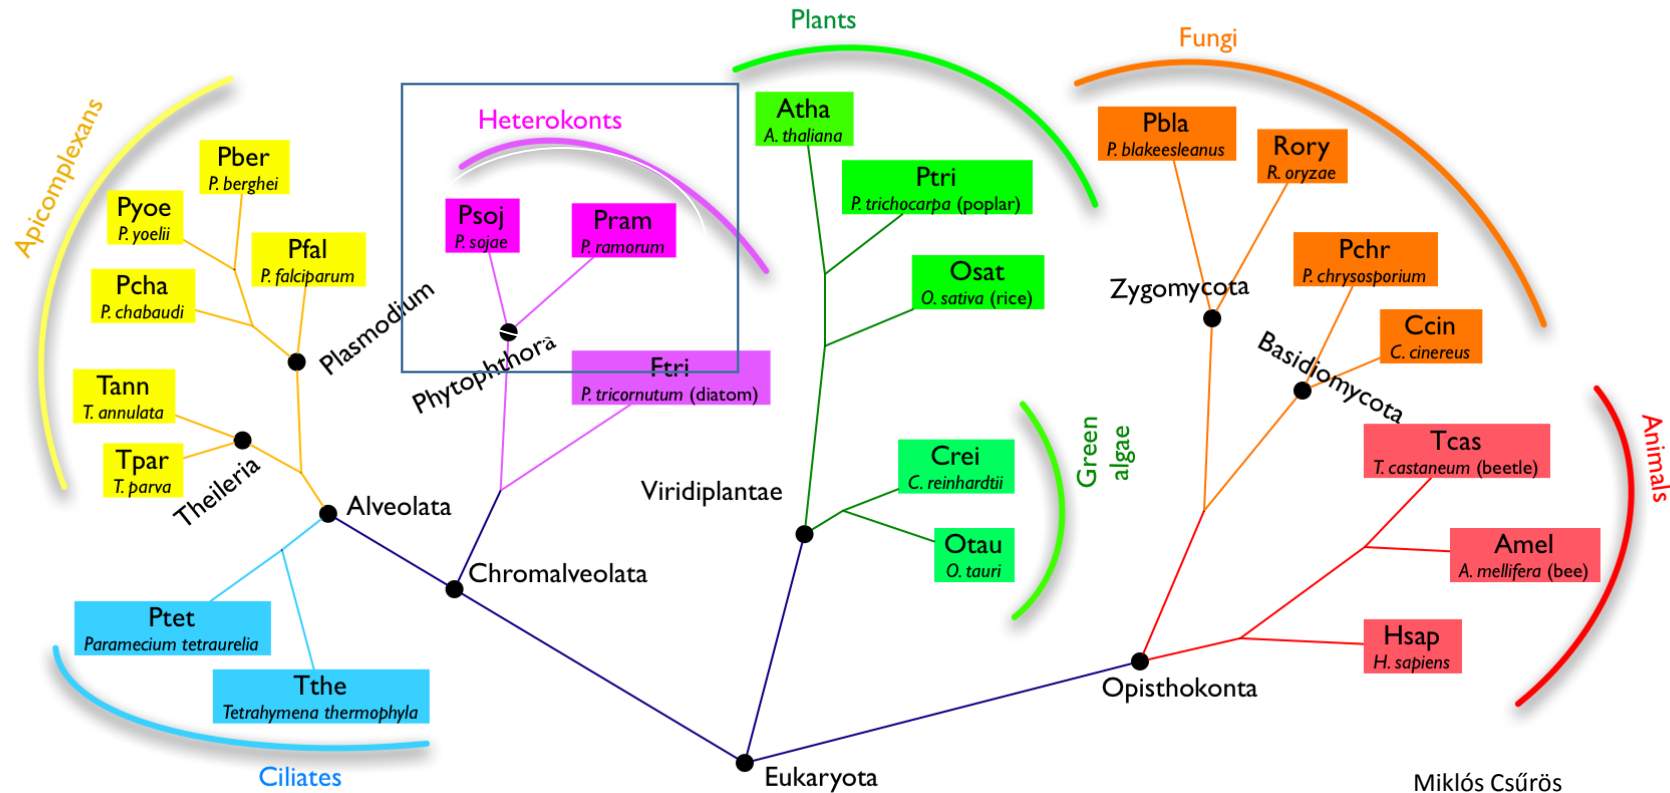 Plants
Fungi
Apicomplexans
Heterokonts
Atha
A. thaliana
Pbla
P. blakeesleanus
Rory
R. oryzae
Pber
P. berghei
Ptri
P. trichocarpa (poplar)
Pyoe
P. yoelii
Psoj
P. sojae
Pram
P. ramorum
Pfal
P. falciparum
Pchr
P. chrysosporium
Osat
O. sativa (rice)
Pcha
P. chabaudi
Zygomycota
Plasmodium
Ccin
C. cinereus
Phytophthora
Basidiomycota
Ptri
P. tricornutum (diatom)
Tann
T. annulata
Tcas
T. castaneum (beetle)
Animals
Green
algae
Crei
C. reinhardtii
Tpar
T. parva
Theileria
Viridiplantae
Alveolata
Otau
O. tauri
Amel
A. mellifera (bee)
Chromalveolata
Ptet
Paramecium tetraurelia
Hsap
H. sapiens
Tthe
Tetrahymena thermophyla
Opisthokonta
Ciliates
Eukaryota
Miklós Csűrös